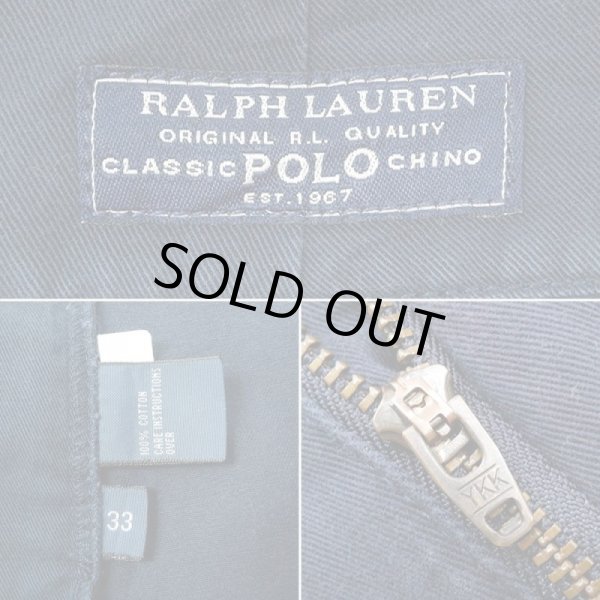 RALPH LAUREN
ORIGINAL R.L. QUALITY
CLASSIC POLO CHINO
EST. 1967
SOLD OUT
100% COTTON
CARE INSTRUCTIONS
OVER
33
YKK